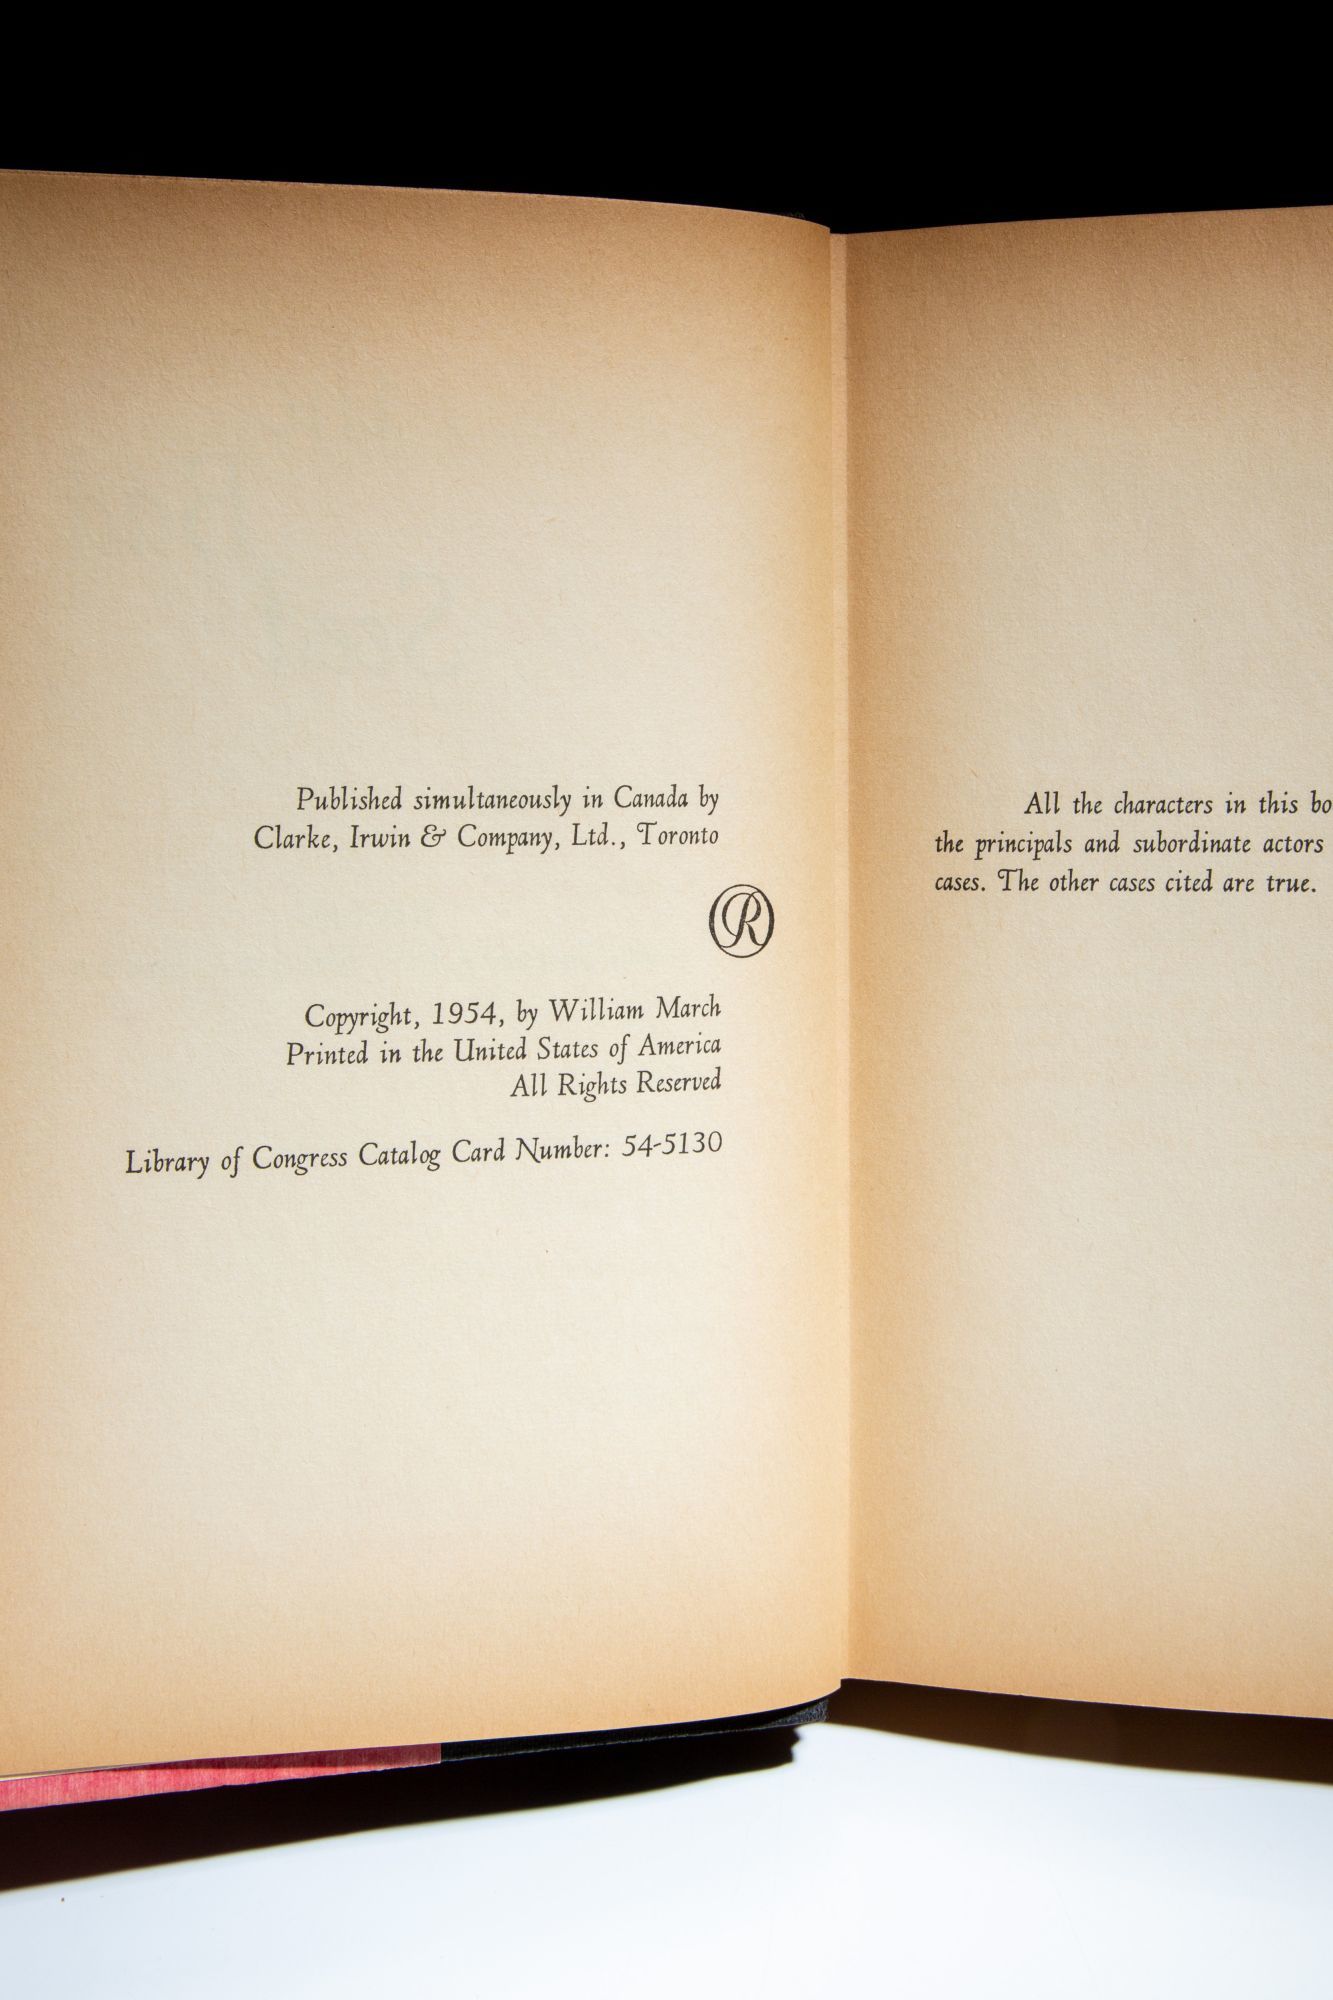 Published simultaneously in Canada by
Clarke, Irwin & Company, Ltd., Toronto
R
Copyright, 1954, by William March
Printed in the United States of America
All Rights Reserved
Library of Congress Catalog Card Number: 54-5130
All the characters in this bo
the principals and subordinate actors
cases. The other cases cited are true.